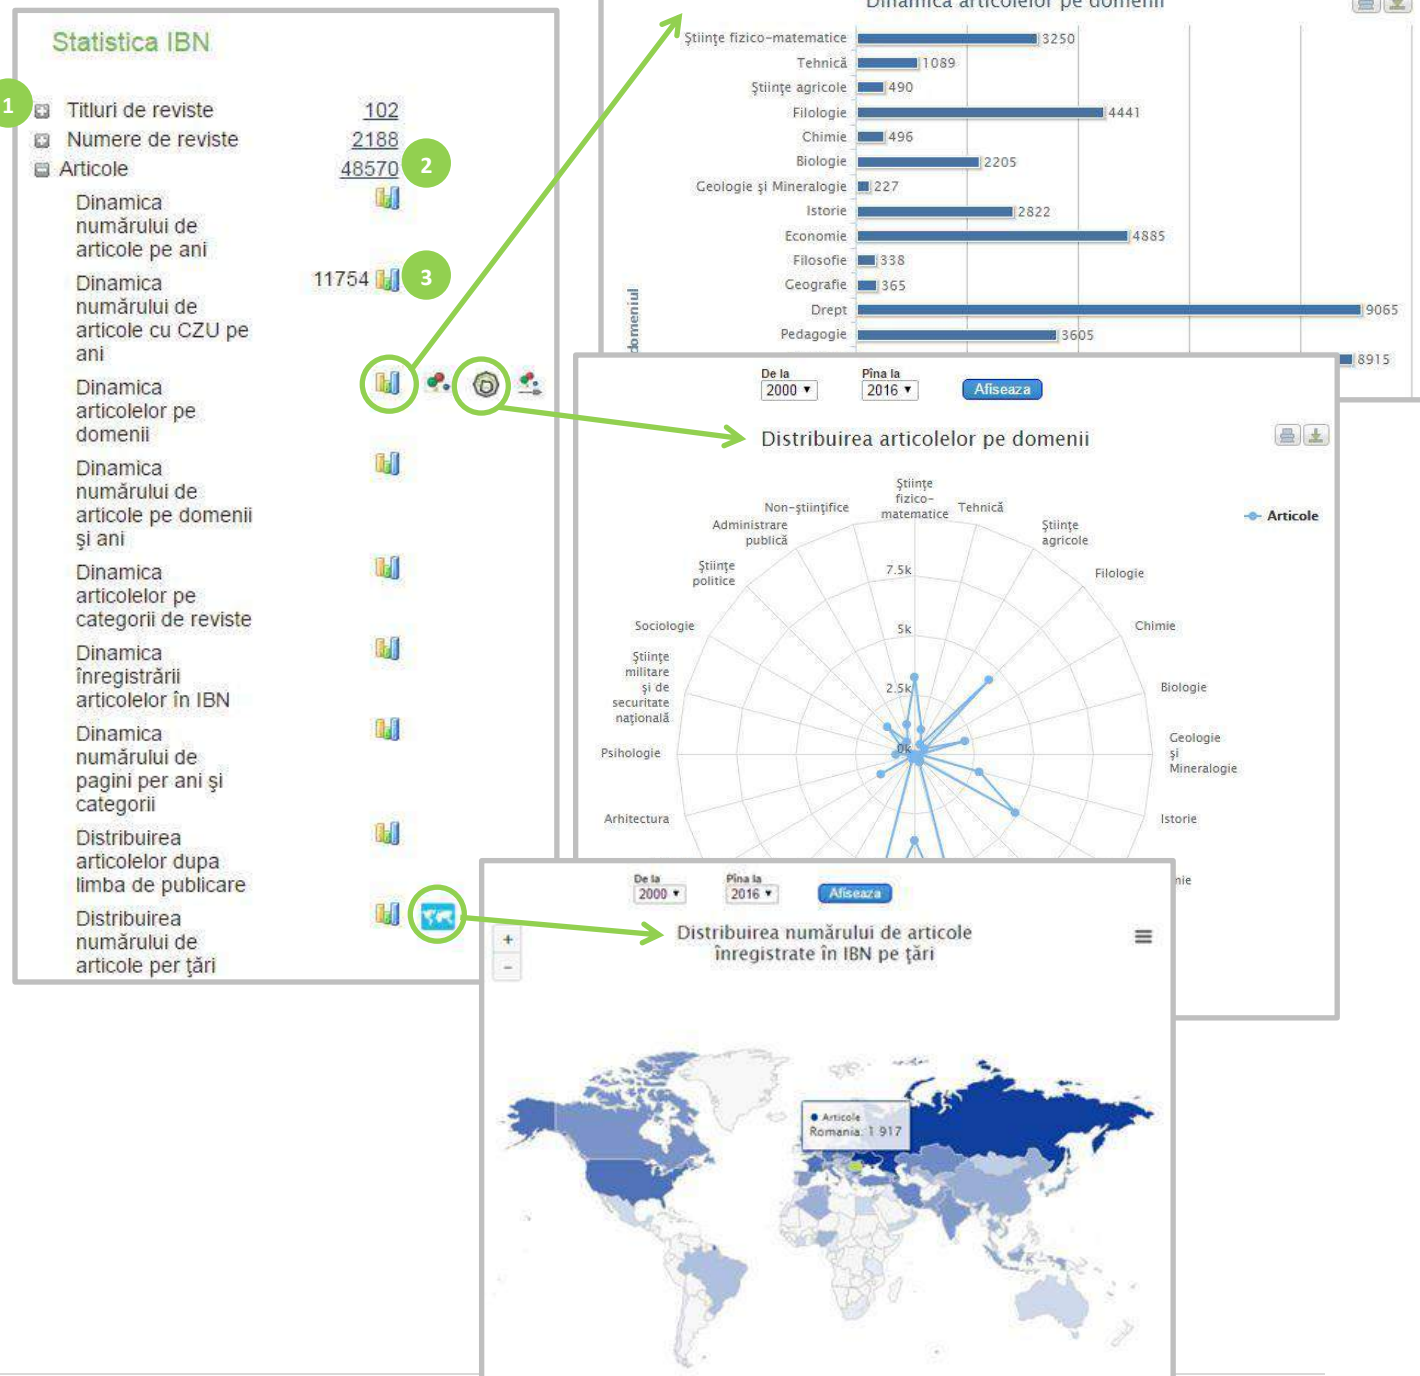 Statistica IBN
1
Titluri de reviste 102
Numere de reviste 2188
Articole 48570
2
Dinamica
numărului de
articole pe ani
Dinamica 11754
3
numărului de
articole cu CZU pe
ani
Dinamica
articolelor pe
domenii
Dinamica
numărului de
articole pe domenii
şi ani
Dinamica
articolelor pe
categorii de reviste
Dinamica
înregistrării
articolelor în IBN
Dinamica
numărului de
pagini per ani şi
categorii
Distribuirea
articolelor dupa
limba de publicare
Distribuirea
numărului de
articole per ţări
Dinamica articolelor pe domenii
Ştiinţe fizico-matematice 3250
Tehnică 1089
Ştiinţe agricole 490
Filologie 4441
Chimie 496
Biologie 2205
Geologie şi Mineralogie 227
Istorie 2822
Economie 4885
Filosofie 338
Geografie 365
Drept 9065
Pedagogie 3605
8915
domeniul
De la Pîna la
2000 2016 Afiseaza
Distribuirea articolelor pe domenii
Articole
Ştiinţe
fizico-
matematice
Tehnică
Ştiinţe
agricole
Filologie
Chimie
Biologie
Geologie
şi
Mineralogie
Istorie
mie
Non-ştiinţifice
Administrare
publică
Ştiinţe
politice
Sociologie
Ştiinţe
militare
şi de
securitate
naţională
Psihologie
Arhitectura
7.5k
5k
2.5k
0k
De la Pîna la
2000 2016 Afiseaza
+
−
Distribuirea numărului de articole
înregistrate în IBN pe ţări
Articole
Romania: 1 917